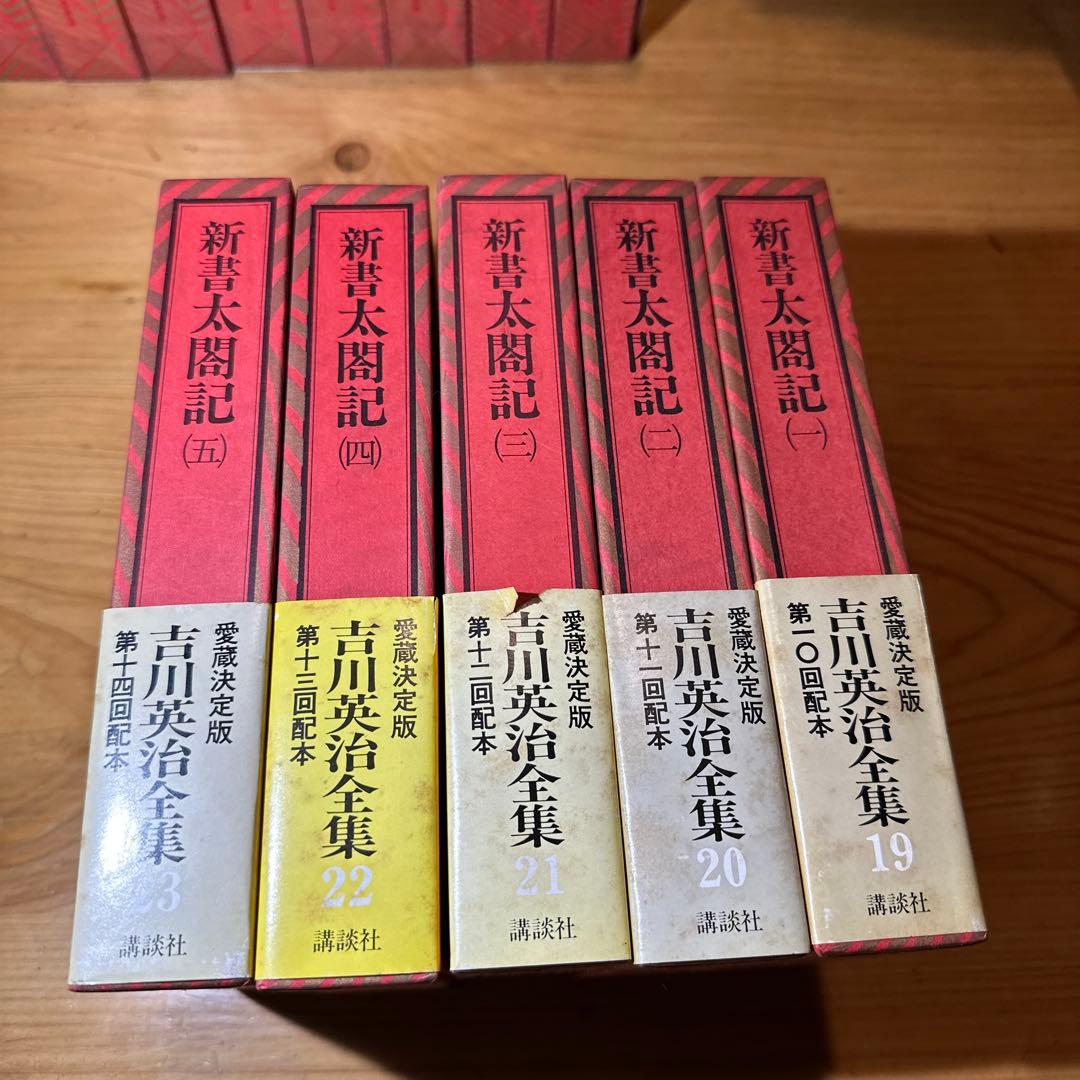 新書太閤記
(一)
愛蔵決定版
吉川英治全集
第一〇回配本
19
講談社
新書太閤記
(二)
愛蔵決定版
吉川英治全集
第十一回配本
20
講談社
新書太閤記
(三)
愛蔵決定版
吉川英治全集
第十二回配本
21
講談社
新書太閤記
(四)
愛蔵決定版
吉川英治全集
第十三回配本
22
講談社
新書太閤記
(五)
愛蔵決定版
吉川英治全集
第十四回配本
23
講談社